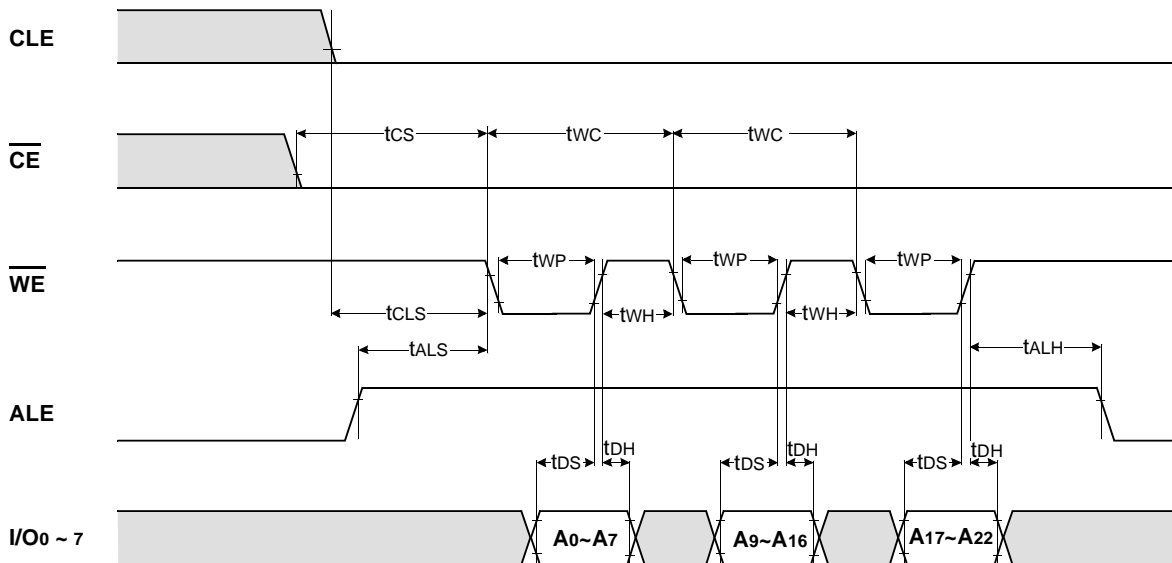 CLE
tCS tWC tWC
CE
tWP tWP tWP
WE
tCLS tWH tWH
tALS tALH
ALE
tDS tDH tDS tDH tDS tDH
I/O0 ~ 7 A0~A7 A9~A16 A17~A22